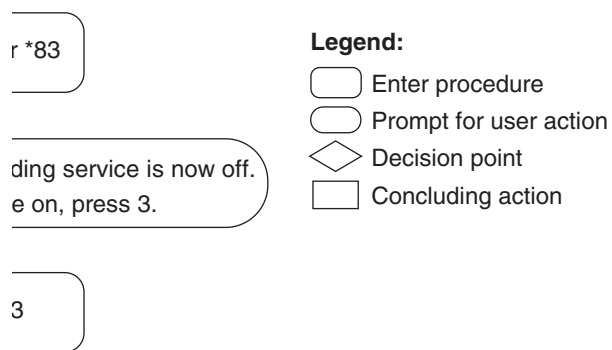 r *83
ding service is now off.
e on, press 3.
3
Legend:
Enter procedure
Prompt for user action
Decision point
Concluding action